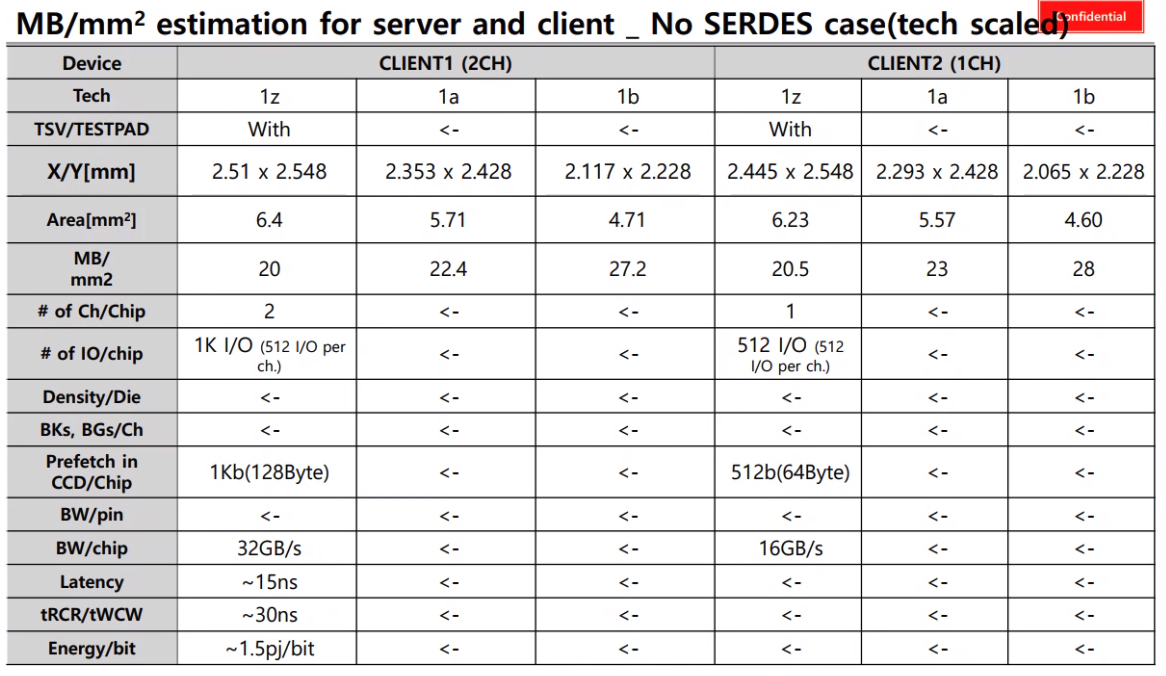 MB/mm² estimation for server and client _ No SERDES case(tech scaled)
Confidential
Device CLIENT1 (2CH) CLIENT2 (1CH)
Tech 1z 1a 1b 1z 1a 1b
TSV/TESTPAD With <- <- With <- <-
X/Y[mm] 2.51 x 2.548 2.353 x 2.428 2.117 x 2.228 2.445 x 2.548 2.293 x 2.428 2.065 x 2.228
Area[mm²] 6.4 5.71 4.71 6.23 5.57 4.60
MB/
mm2 20 22.4 27.2 20.5 23 28
# of Ch/Chip 2 <- <- 1 <- <-
# of IO/chip 1K I/O (512 I/O per
ch.) <- <- 512 I/O (512
I/O per ch.) <- <-
Density/Die <- <- <- <- <- <-
BKs, BGs/Ch <- <- <- <- <- <-
Prefetch in
CCD/Chip 1Kb(128Byte) <- <- 512b(64Byte) <- <-
BW/pin <- <- <- <- <- <-
BW/chip 32GB/s <- <- 16GB/s <- <-
Latency ~15ns <- <- <- <- <-
tRCR/tWCW ~30ns <- <- <- <- <-
Energy/bit ~1.5pj/bit <- <- <- <- <-